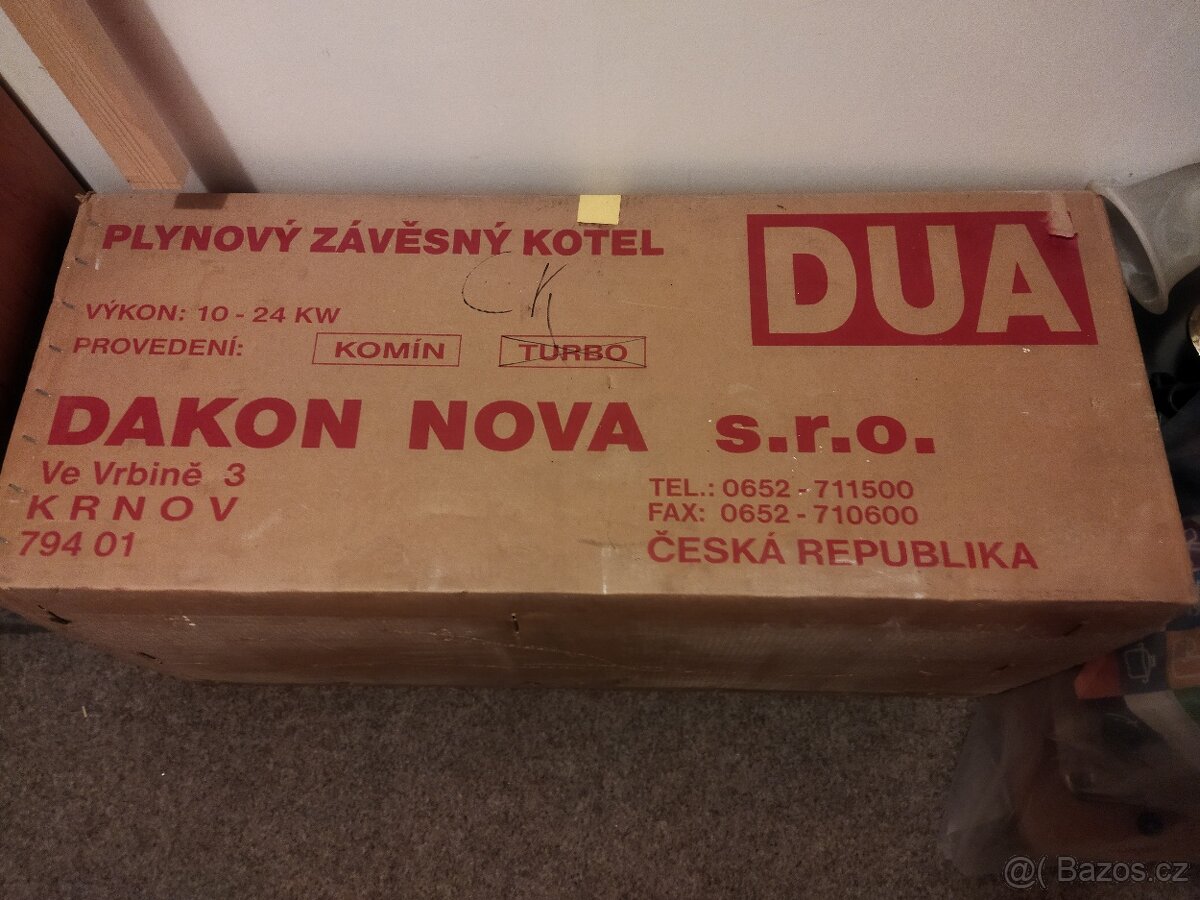 PLYNOVÝ ZÁVĚSNÝ KOTEL
DUA
CK
VÝKON: 10 - 24 KW
PROVEDENÍ: KOMÍN TURBO
DAKON NOVA s.r.o.
Ve Vrbině 3
KRNOV
794 01
TEL.: 0652 - 711500
FAX: 0652 - 710600
ČESKÁ REPUBLIKA
@( Bazos.cz